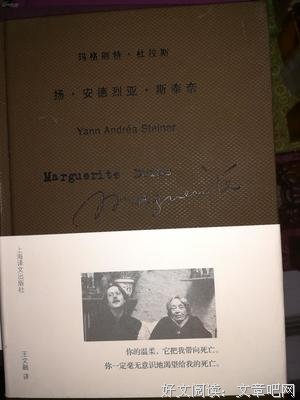 玛格丽特·杜拉斯
扬·安德烈亚·斯泰奈
Yann Andréa Steiner
Marguerite
上海译文出版社
王文融 译
你的温柔，它把我带向死亡，
你一定毫无意识地渴望给我的死亡。
好文阅读：文章吧网